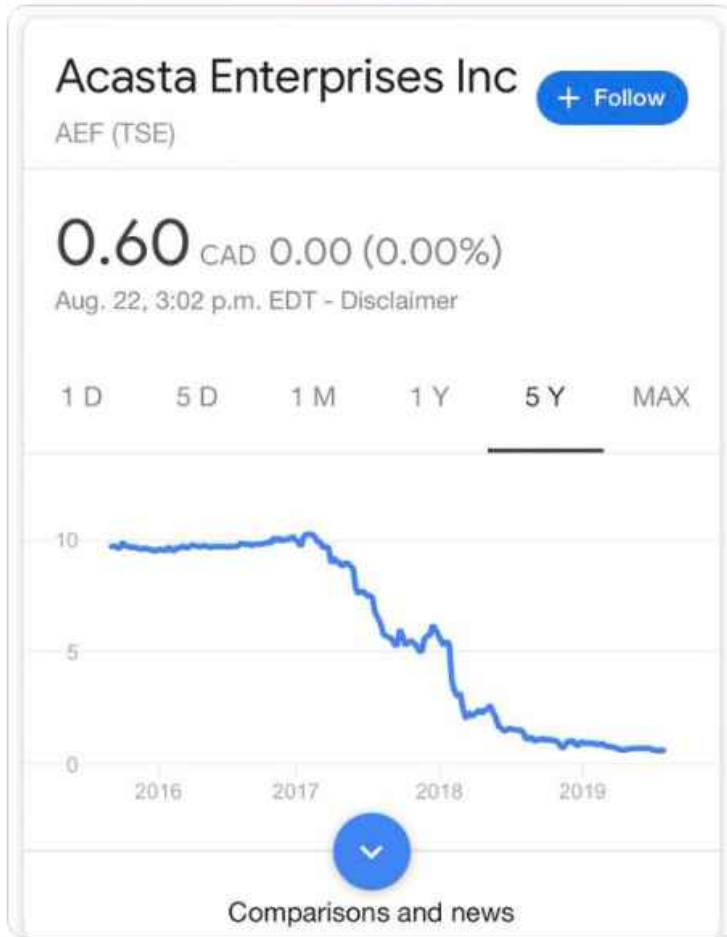 Acasta Enterprises Inc
+ Follow
AEF (TSE)
0.60 CAD 0.00 (0.00%)
Aug. 22, 3:02 p.m. EDT - Disclaimer
1 D 5 D 1 M 1 Y 5 Y MAX
10
5
0
2016 2017 2018 2019
Comparisons and news